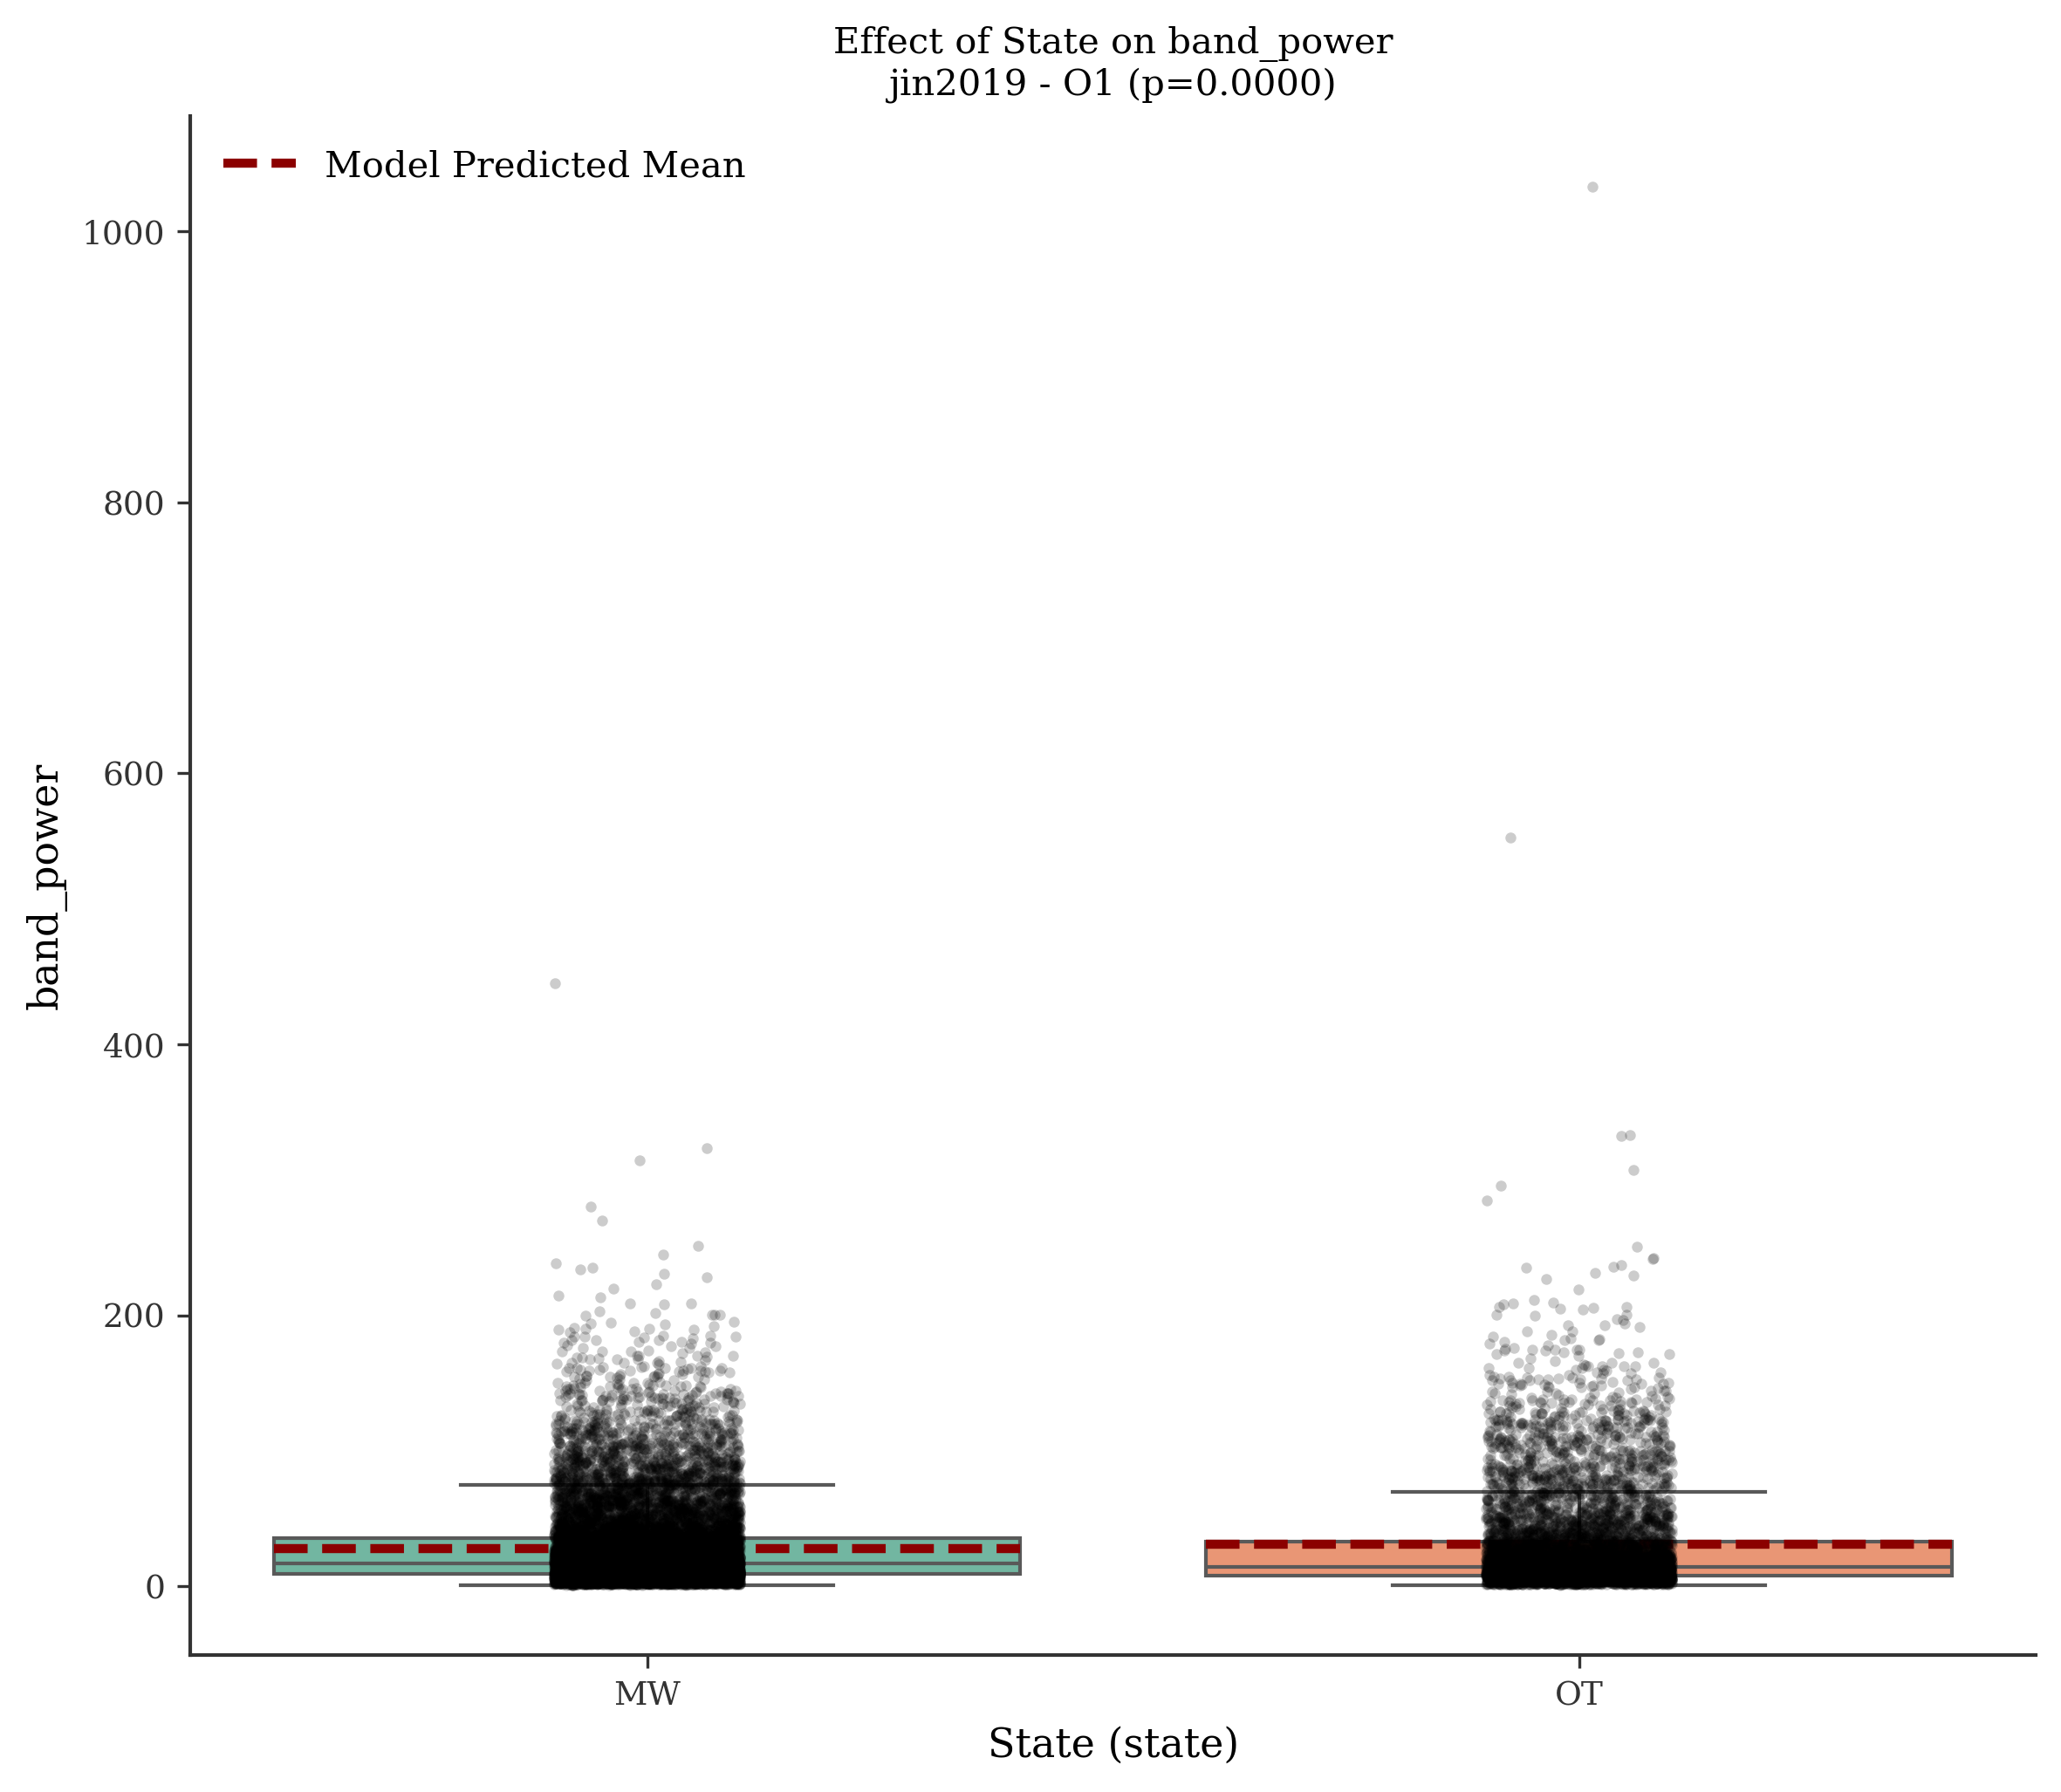 Effect of State on band_power
jin2019 - O1 (p=0.0000)
Model Predicted Mean
1000
800
600
400
200
0
band_power
MW
OT
State (state)